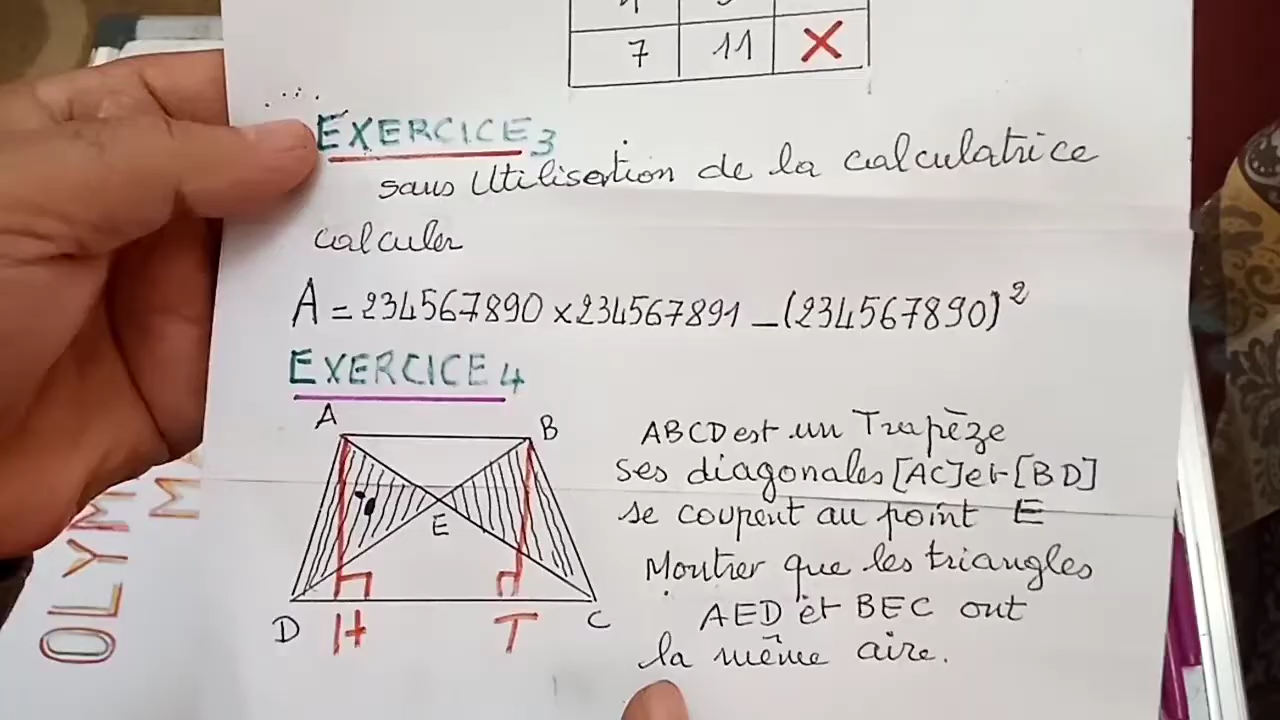 7 11 X
EXERCICE 3
sans Utilisation de la calculatrice
calculer
A = 234567890 x 234567891 - (234567890)²
EXERCICE 4
A B
E
D H T C
ABCD est un Trapèze
ses diagonales [AC] et [BD]
se coupent au point E
Montrer que les triangles
AED et BEC ont
la même aire.
OLYM
M